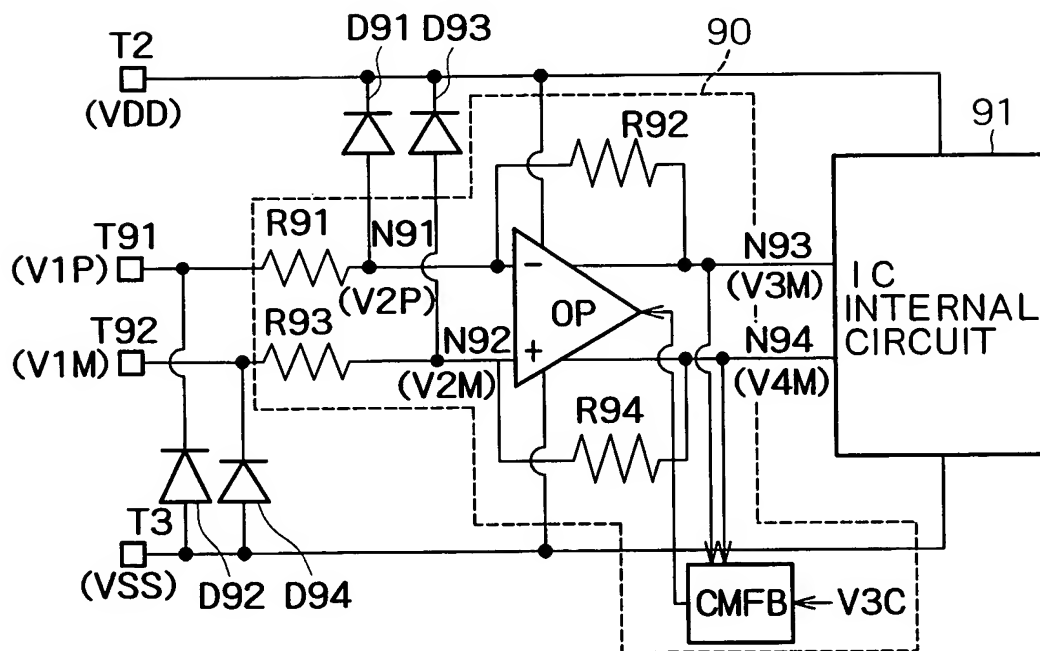 D91 D93
90
T2
(VDD)
R92
91
T91
(V1P)
R91
N91
(V2P)
−
N93
(V3M)
T92
(V1M)
R93
N92
(V2M)
+
OP
N94
(V4M)
IC
INTERNAL
CIRCUIT
R94
T3
(VSS)
D92 D94
CMFB
V3C